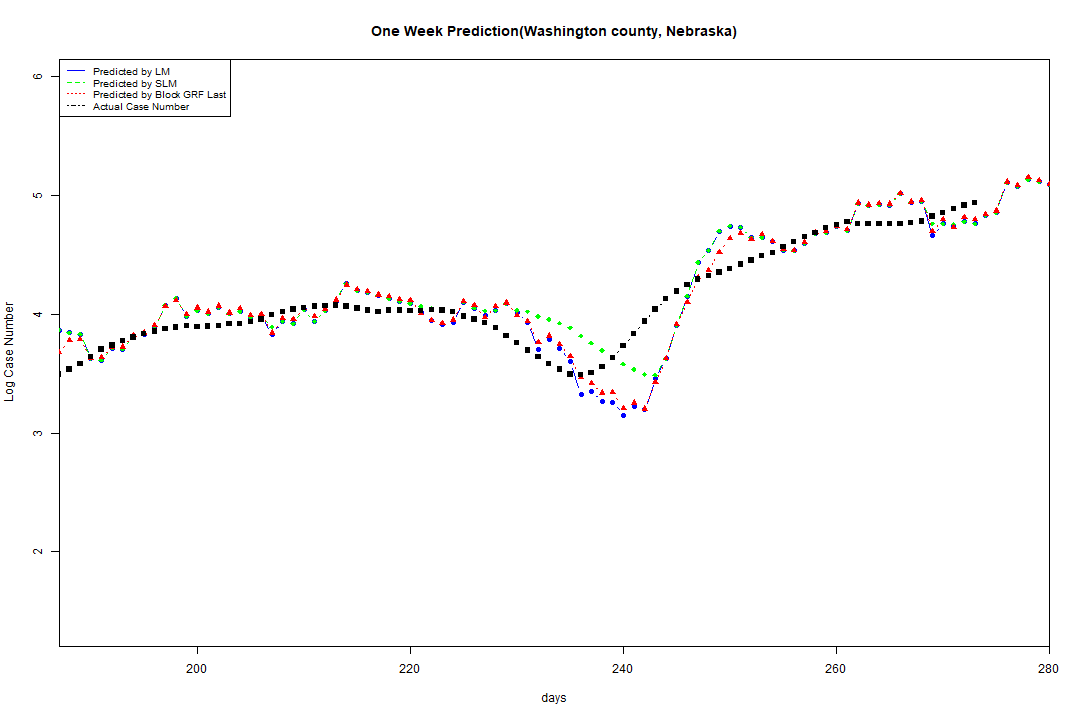 One Week Prediction(Washington county, Nebraska)
Predicted by LM
Predicted by SLM
Predicted by Block GRF Last
Actual Case Number
6
5
4
3
2
Log Case Number
200
220
240
260
280
days